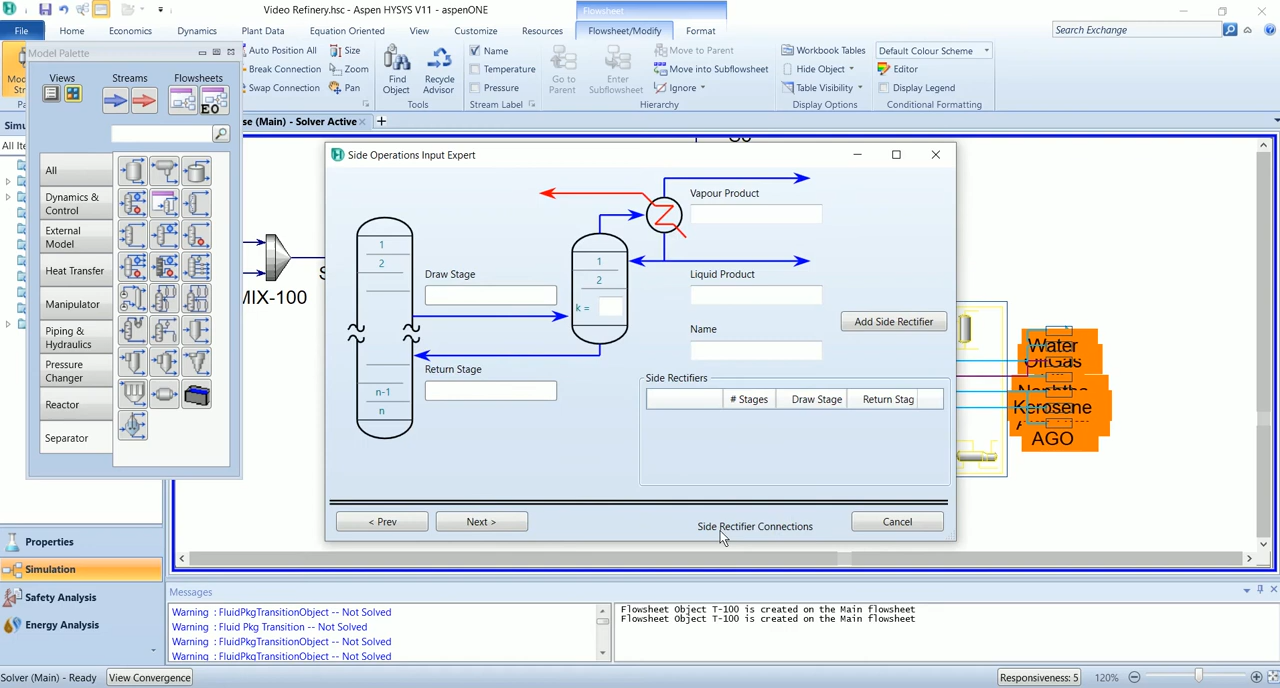 Video Refinery.hsc - Aspen HYSYS V11 - aspenONE
Flowsheet
File
Home
Economics
Dynamics
Plant Data
Equation Oriented
View
Customize
Resources
Flowsheet/Modify
Format
Search Exchange
Model Palette
Auto Position All
Size
Break Connection
Zoom
Swap Connection
Pan
Find Object
Recycle Advisor
Tools
Name
Temperature
Pressure
Stream Label
Go to Parent
Enter Subflowsheet
Move to Parent
Move into Subflowsheet
Ignore
Hierarchy
Workbook Tables
Hide Object
Table Visibility
Display Options
Default Colour Scheme
Editor
Display Legend
Conditional Formatting
Views
Streams
Flowsheets
EO
All
Dynamics & Control
External Model
Heat Transfer
Manipulator
Piping & Hydraulics
Pressure Changer
Reactor
Separator
se (Main) - Solver Active
MIX-100
Side Operations Input Expert
Vapour Product
Draw Stage
Liquid Product
Name
Add Side Rectifier
Return Stage
1
2
n-1
n
1
2
k =
Side Rectifiers
# Stages
Draw Stage
Return Stag
< Prev
Next >
Side Rectifier Connections
Cancel
Water
OffGas
Naphtha
Kerosene
AGO
Properties
Simulation
Safety Analysis
Energy Analysis
Messages
Warning : FluidPkgTransitionObject -- Not Solved
Warning : Fluid Pkg Transition -- Not Solved
Warning : FluidPkgTransitionObject -- Not Solved
Warning : FluidPkgTransitionObject -- Not Solved
Flowsheet Object T-100 is created on the Main flowsheet
Flowsheet Object T-100 is created on the Main flowsheet
Solver (Main) - Ready
View Convergence
Responsiveness: 5
120%